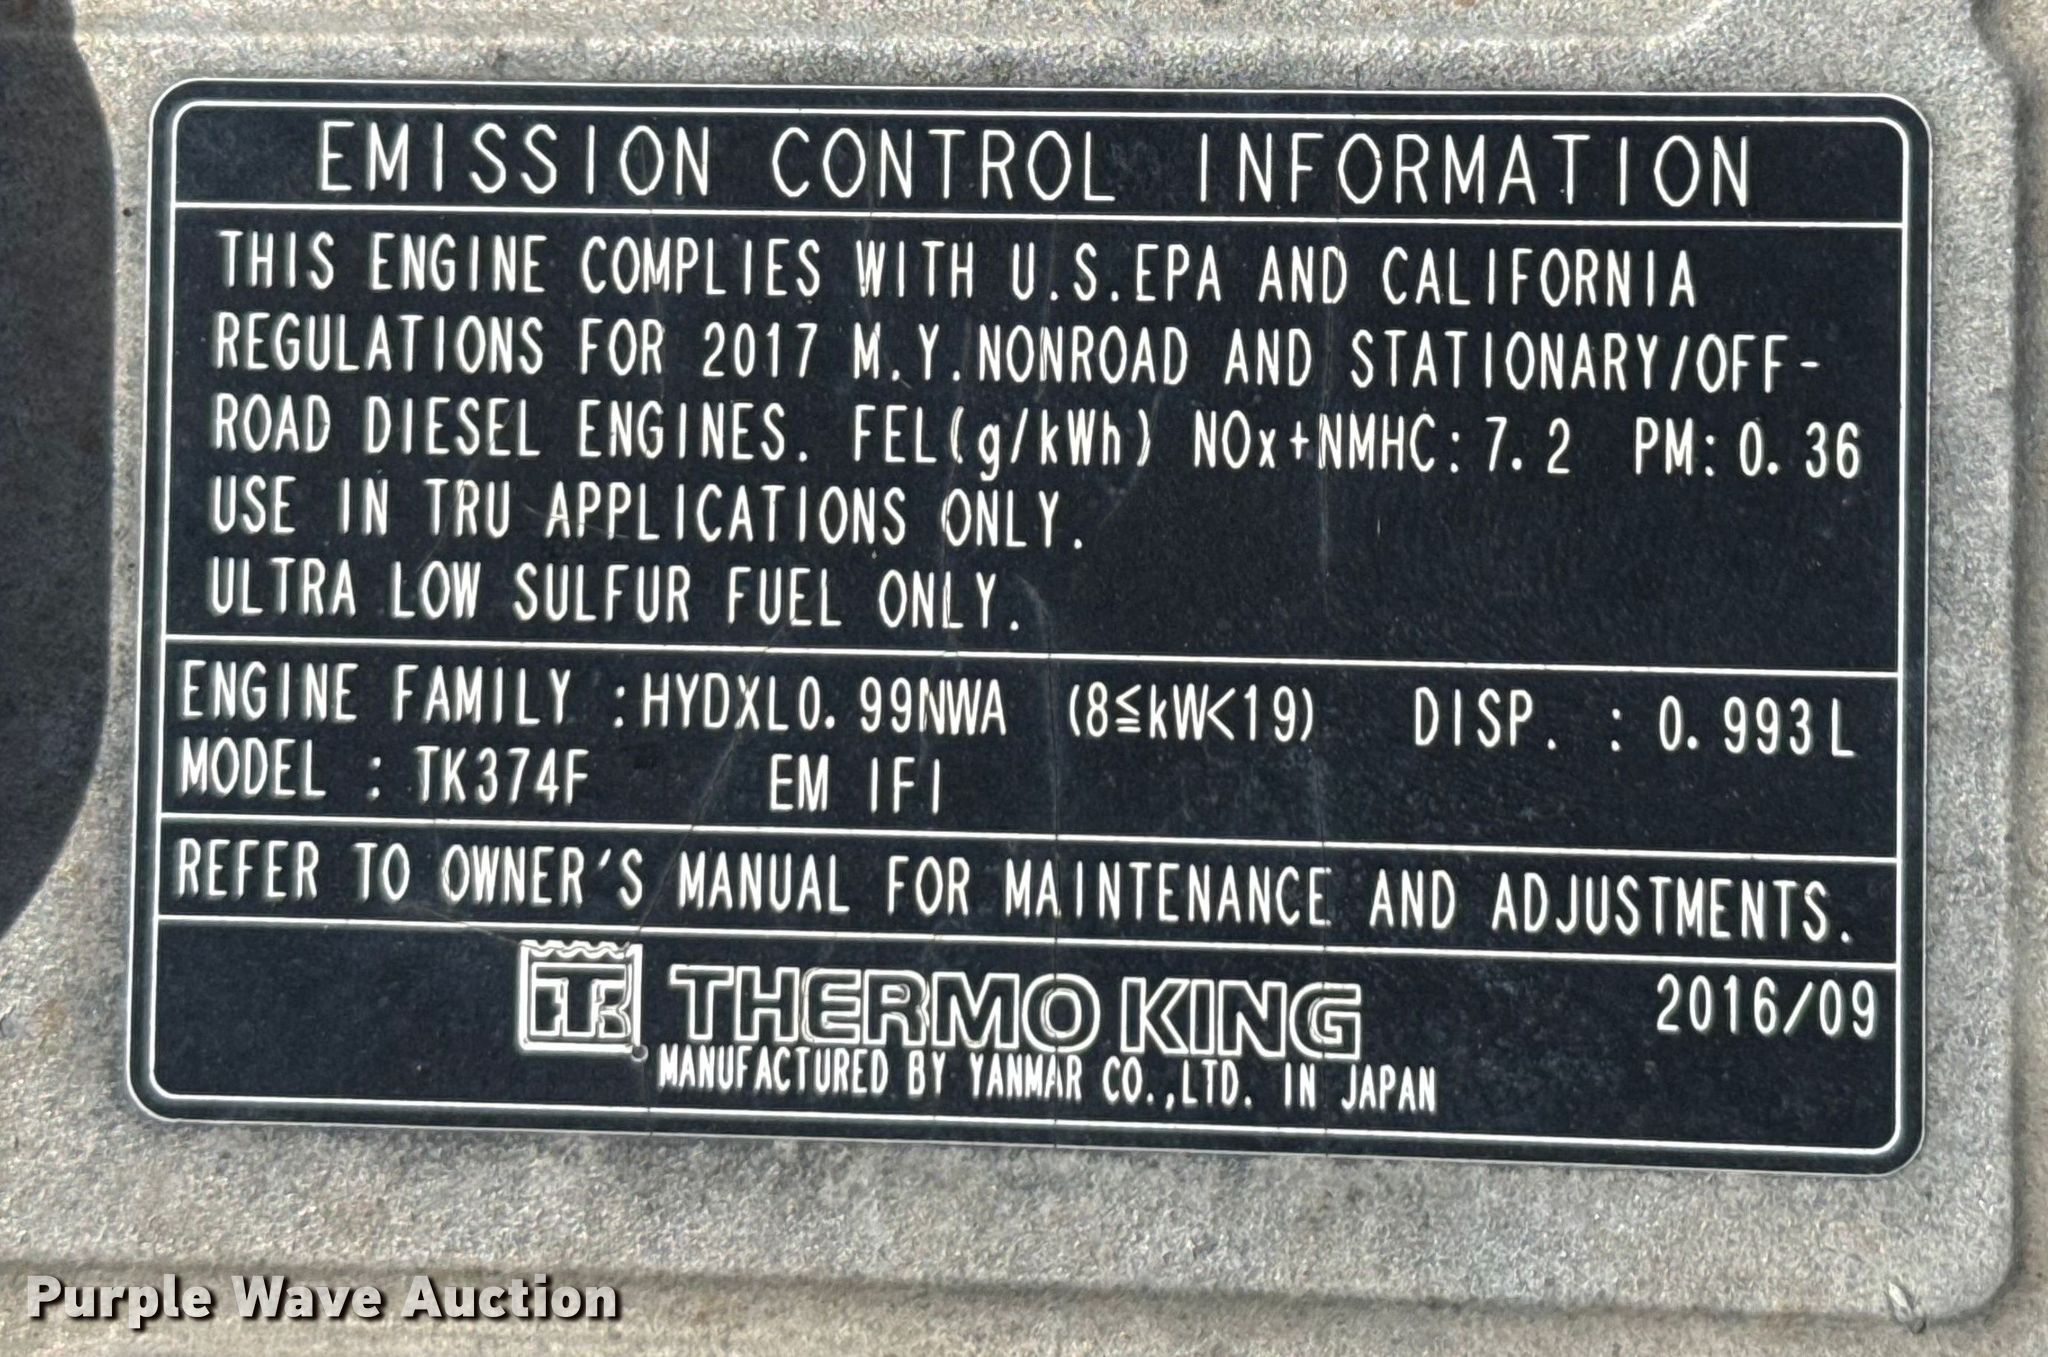 EMISSION CONTROL INFORMATION
THIS ENGINE COMPLIES WITH U.S.EPA AND CALIFORNIA
REGULATIONS FOR 2017 M.Y.NONROAD AND STATIONARY/OFF-
ROAD DIESEL ENGINES. FEL(g/kWh) NOx+NMHC:7.2 PM:0.36
USE IN TRU APPLICATIONS ONLY.
ULTRA LOW SULFUR FUEL ONLY.
ENGINE FAMILY :HYDXL0.99NWA (8≦kW<19) DISP. : 0.993L
MODEL : TK374F EM IFI
REFER TO OWNER'S MANUAL FOR MAINTENANCE AND ADJUSTMENTS.
TK THERMO KING 2016/09
MANUFACTURED BY YANMAR CO.,LTD. IN JAPAN
Purple Wave Auction